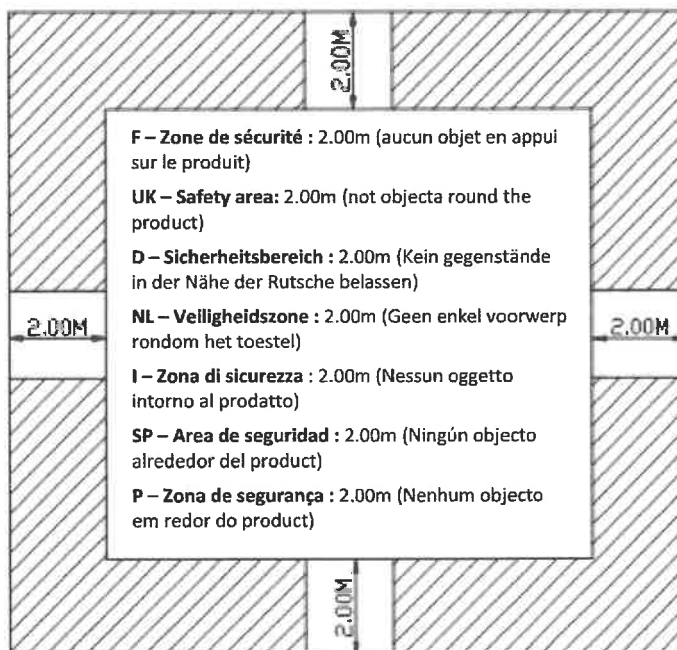 2.00M
F – Zone de sécurité : 2.00m (aucun objet en appui
sur le produit)
UK – Safety area: 2.00m (not objecta round the
product)
D – Sicherheitsbereich : 2.00m (Kein gegenstände
in der Nähe der Rutsche belassen)
NL – Veiligheidszone : 2.00m (Geen enkel voorwerp
rondom het toestel)
2.00M
2.00M
I – Zona di sicurezza : 2.00m (Nessun oggetto
intorno al prodatto)
SP – Area de seguridad : 2.00m (Ningún objecto
alrededor del product)
P – Zona de segurança : 2.00m (Nenhum objecto
em redor do product)
2.00M